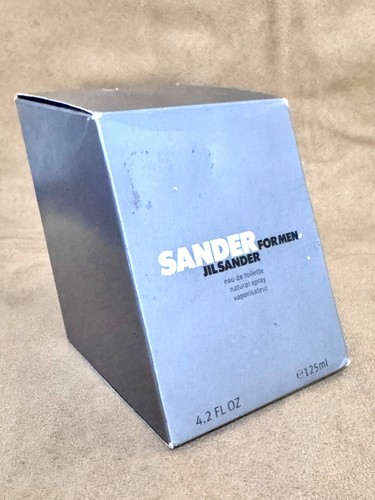 SANDER FOR MEN
JIL SANDER
eau de toilette
natural spray
vaporisateur
4.2 FL OZ
℮125ml